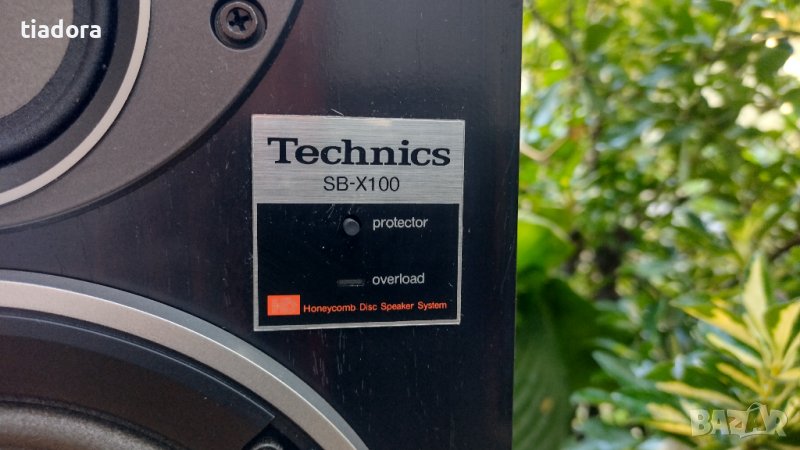 tiadora
Technics
SB-X100
protector
overload
Honeycomb Disc Speaker System
BAZAR